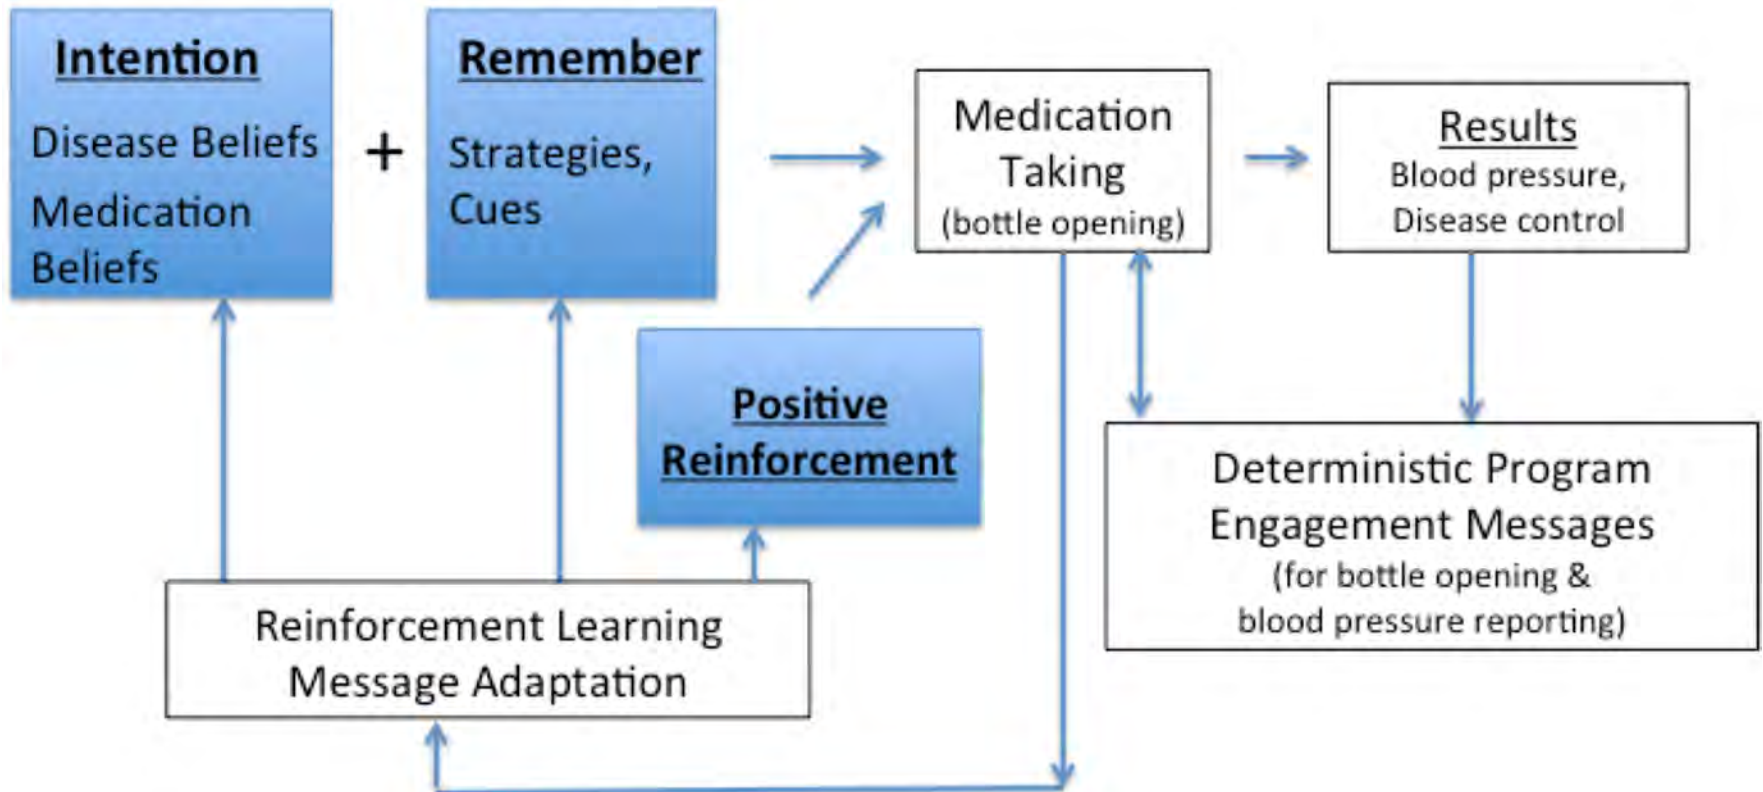 Intention
Disease Beliefs
Medication
Beliefs
+
Remember
Strategies,
Cues
Medication
Taking
(bottle opening)
Results
Blood pressure,
Disease control
Positive
Reinforcement
Deterministic Program
Engagement Messages
(for bottle opening &
blood pressure reporting)
Reinforcement Learning
Message Adaptation